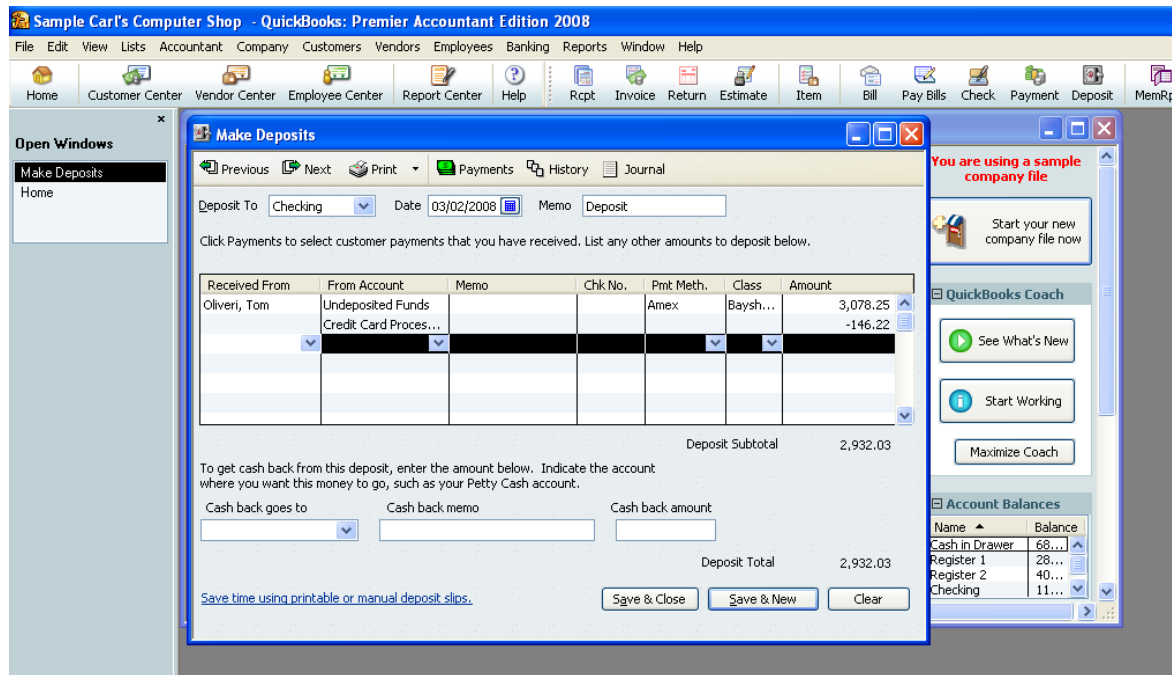 Sample Carl's Computer Shop - QuickBooks: Premier Accountant Edition 2008
File Edit View Lists Accountant Company Customers Vendors Employees Banking Reports Window Help
Home Customer Center Vendor Center Employee Center Report Center Help Rcpt Invoice Return Estimate Item Bill Pay Bills Check Payment Deposit MemRp
Open Windows
Make Deposits
Home
Make Deposits
Previous Next Print Payments History Journal
Deposit To Checking Date 03/02/2008 Memo Deposit
Click Payments to select customer payments that you have received. List any other amounts to deposit below.
Received From From Account Memo Chk No. Pmt Meth. Class Amount
Oliveri, Tom Undeposited Funds Amex Baysh... 3,078.25
Credit Card Proces... -146.22
Deposit Subtotal 2,932.03
To get cash back from this deposit, enter the amount below. Indicate the account
where you want this money to go, such as your Petty Cash account.
Cash back goes to Cash back memo Cash back amount
Deposit Total 2,932.03
Save time using printable or manual deposit slips.
Save & Close Save & New Clear
You are using a sample
company file
Start your new
company file now
QuickBooks Coach
See What's New
Start Working
Maximize Coach
Account Balances
Name Balance
Cash in Drawer 68...
Register 1 28...
Register 2 40...
Checking 11...